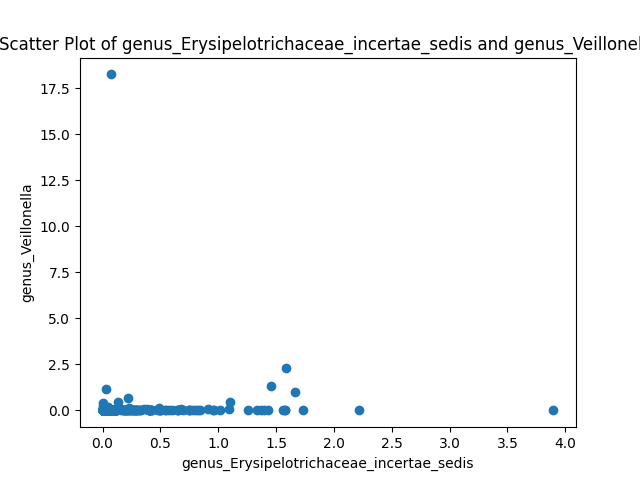 Scatter Plot of genus_Erysipelotrichaceae_incertae_sedis and genus_Veillonel
17.5
15.0
12.5
10.0
7.5
5.0
2.5
0.0
genus_Veillonella
0.0 0.5 1.0 1.5 2.0 2.5 3.0 3.5 4.0
genus_Erysipelotrichaceae_incertae_sedis